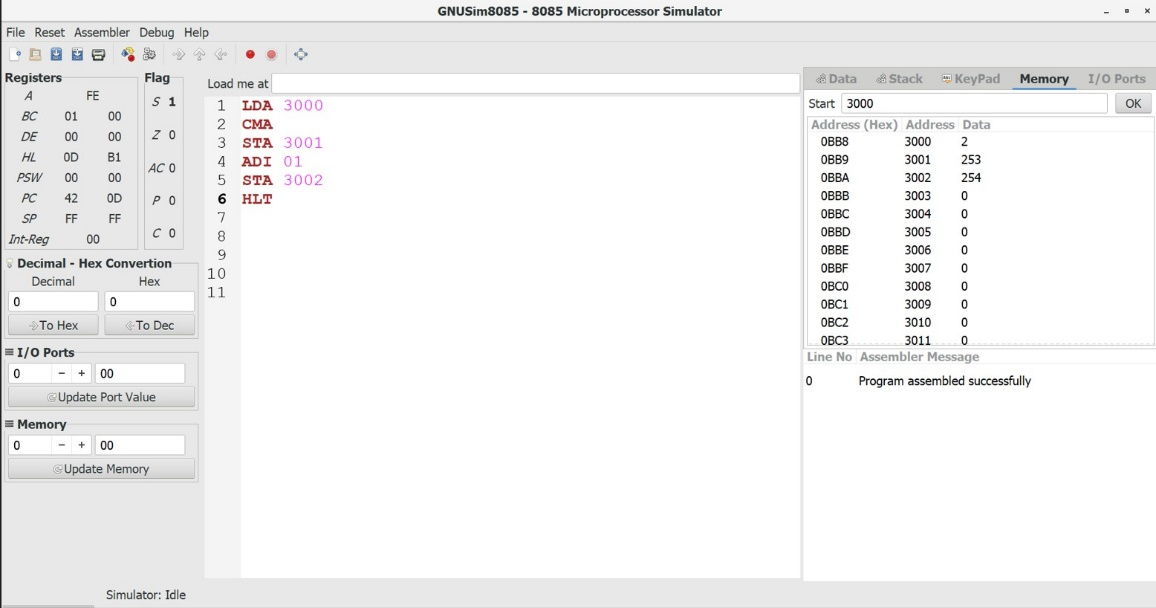 GNUSim8085 - 8085 Microprocessor Simulator
File Reset Assembler Debug Help
Registers
A FE
BC 01 00
DE 00 00
HL 0D B1
PSW 00 00
PC 42 0D
SP FF FF
Int-Reg 00
Flag
S 1
Z 0
AC 0
P 0
C 0
Decimal - Hex Convertion
Decimal Hex
0 0
To Hex To Dec
I/O Ports
0 − + 00
Update Port Value
Memory
0 − + 00
Update Memory
Load me at
1 LDA 3000
2 CMA
3 STA 3001
4 ADI 01
5 STA 3002
6 HLT
7
8
9
10
11
Data Stack KeyPad Memory I/O Ports
Start 3000 OK
Address (Hex) Address Data
0BB8 3000 2
0BB9 3001 253
0BBA 3002 254
0BBB 3003 0
0BBC 3004 0
0BBD 3005 0
0BBE 3006 0
0BBF 3007 0
0BC0 3008 0
0BC1 3009 0
0BC2 3010 0
0BC3 3011 0
Line No Assembler Message
0 Program assembled successfully
Simulator: Idle